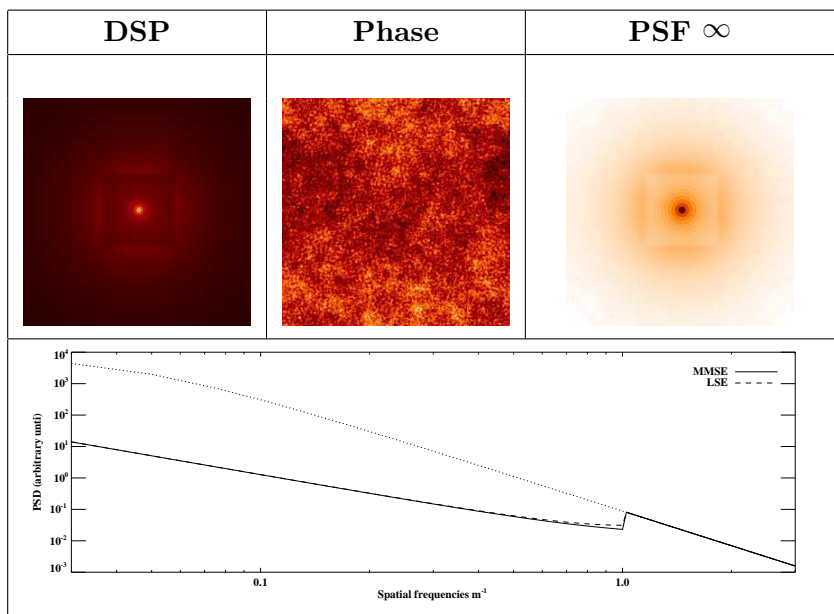 DSP Phase PSF ∞
10⁴
10³
10²
10¹
10⁰
10⁻¹
10⁻²
10⁻³
PSD (arbitrary unti)
MMSE
LSE
0.1 1.0
Spatial frequencies m⁻¹